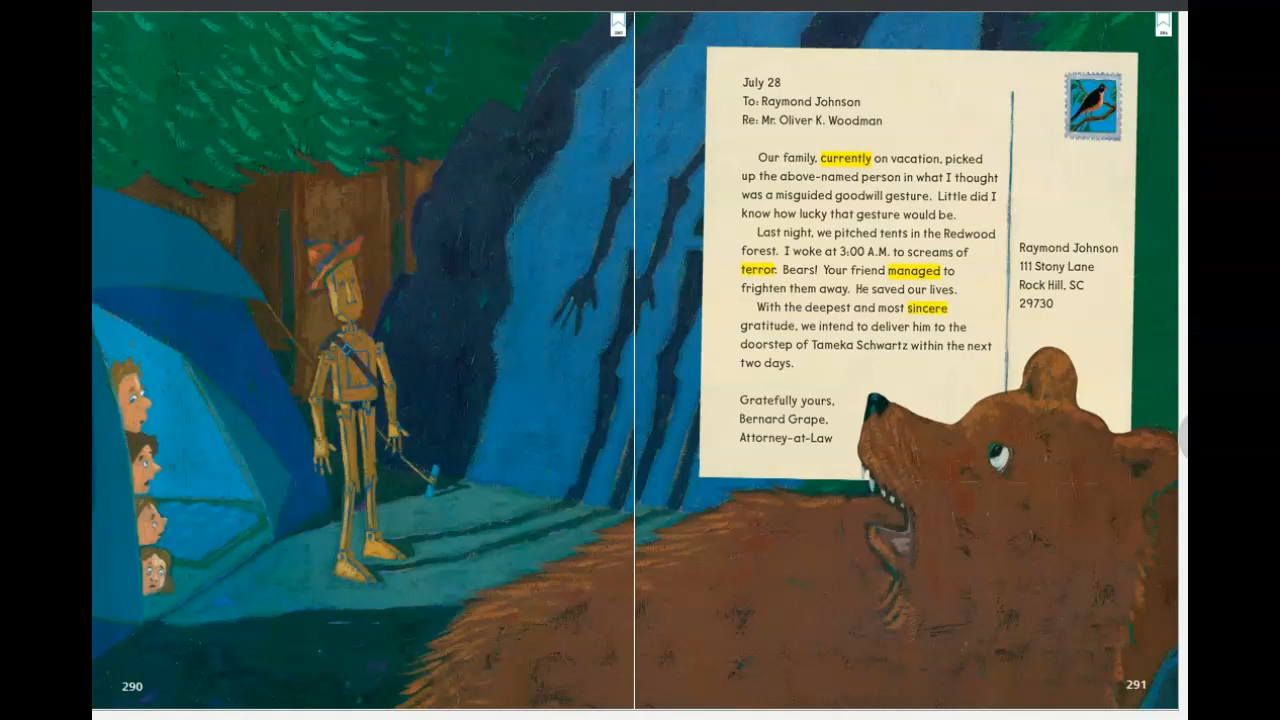 July 28
To: Raymond Johnson
Re: Mr. Oliver K. Woodman
Our family, currently on vacation, picked
up the above-named person in what I thought
was a misguided goodwill gesture. Little did I
know how lucky that gesture would be.
Last night, we pitched tents in the Redwood
forest. I woke at 3:00 A.M. to screams of
terror. Bears! Your friend managed to
frighten them away. He saved our lives.
With the deepest and most sincere
gratitude, we intend to deliver him to the
doorstep of Tameka Schwartz within the next
two days.
Gratefully yours,
Bernard Grape,
Attorney-at-Law
Raymond Johnson
111 Stony Lane
Rock Hill, SC
29730
290
291